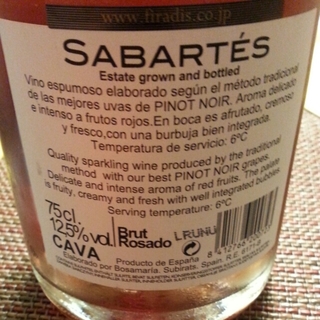 www.firadis.co.jp
SABARTÉS
Estate grown and bottled
Vino espumoso elaborado según el método tradicional
de las mejores uvas de PINOT NOIR. Aroma delicado
e intenso a frutos rojos. En boca es afrutado, cremoso
y fresco, con una burbuja bien integrada.
Temperatura de servicio: 6ºC
Quality sparkling wine produced by the traditional
method with our best PINOT NOIR grapes.
Delicate and intense aroma of red fruits. The palate
is fruity, creamy and fresh with well integrated bubbles.
Serving temperature: 6ºC
75cl.
125%vol.
CAVA
Brut
Rosado
Producto de España
Elaborado por Bosamaría. Subirats. Spain. R.E.